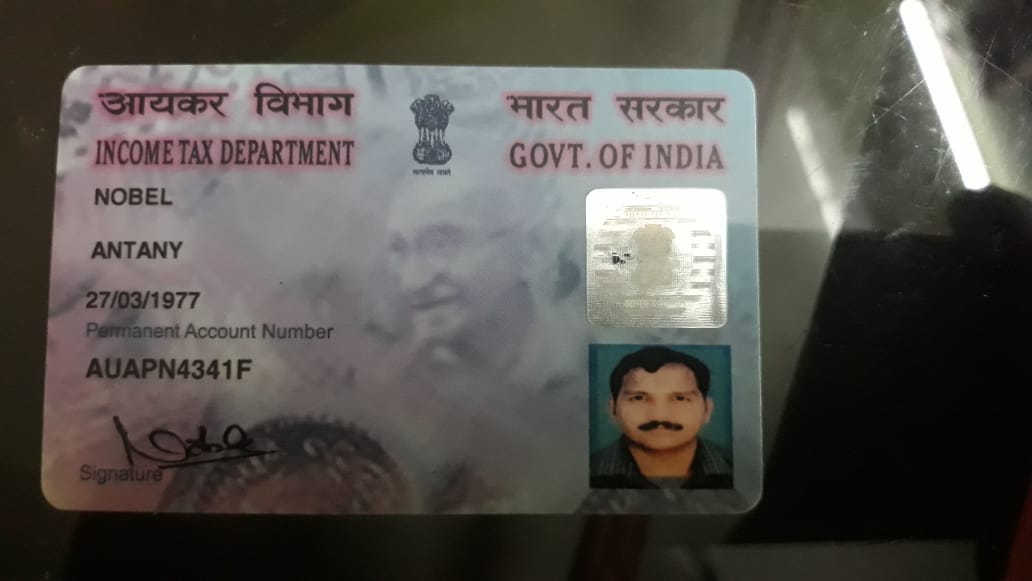 आयकर विभाग
INCOME TAX DEPARTMENT
सत्यमेव जयते
भारत सरकार
GOVT. OF INDIA
NOBEL
ANTANY
27/03/1977
Permanent Account Number
AUAPN4341F
Nobel
Signature